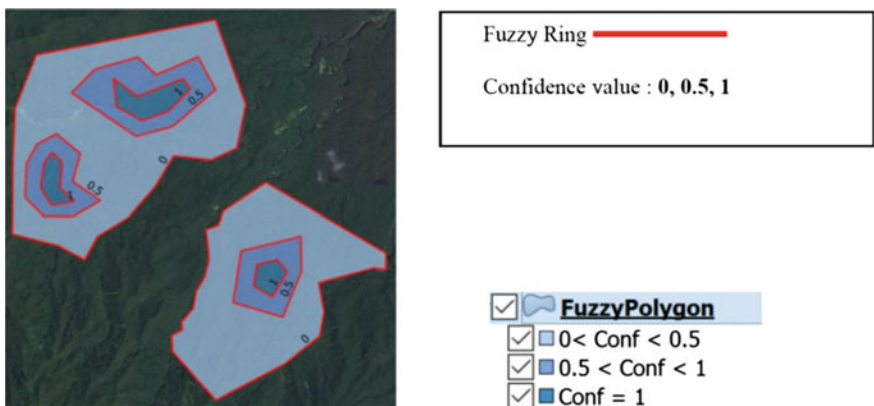 1
0.5
0
1
0.5
1
0.5
0
Fuzzy Ring
Confidence value : 0, 0.5, 1
FuzzyPolygon
0< Conf < 0.5
0.5 < Conf < 1
Conf = 1